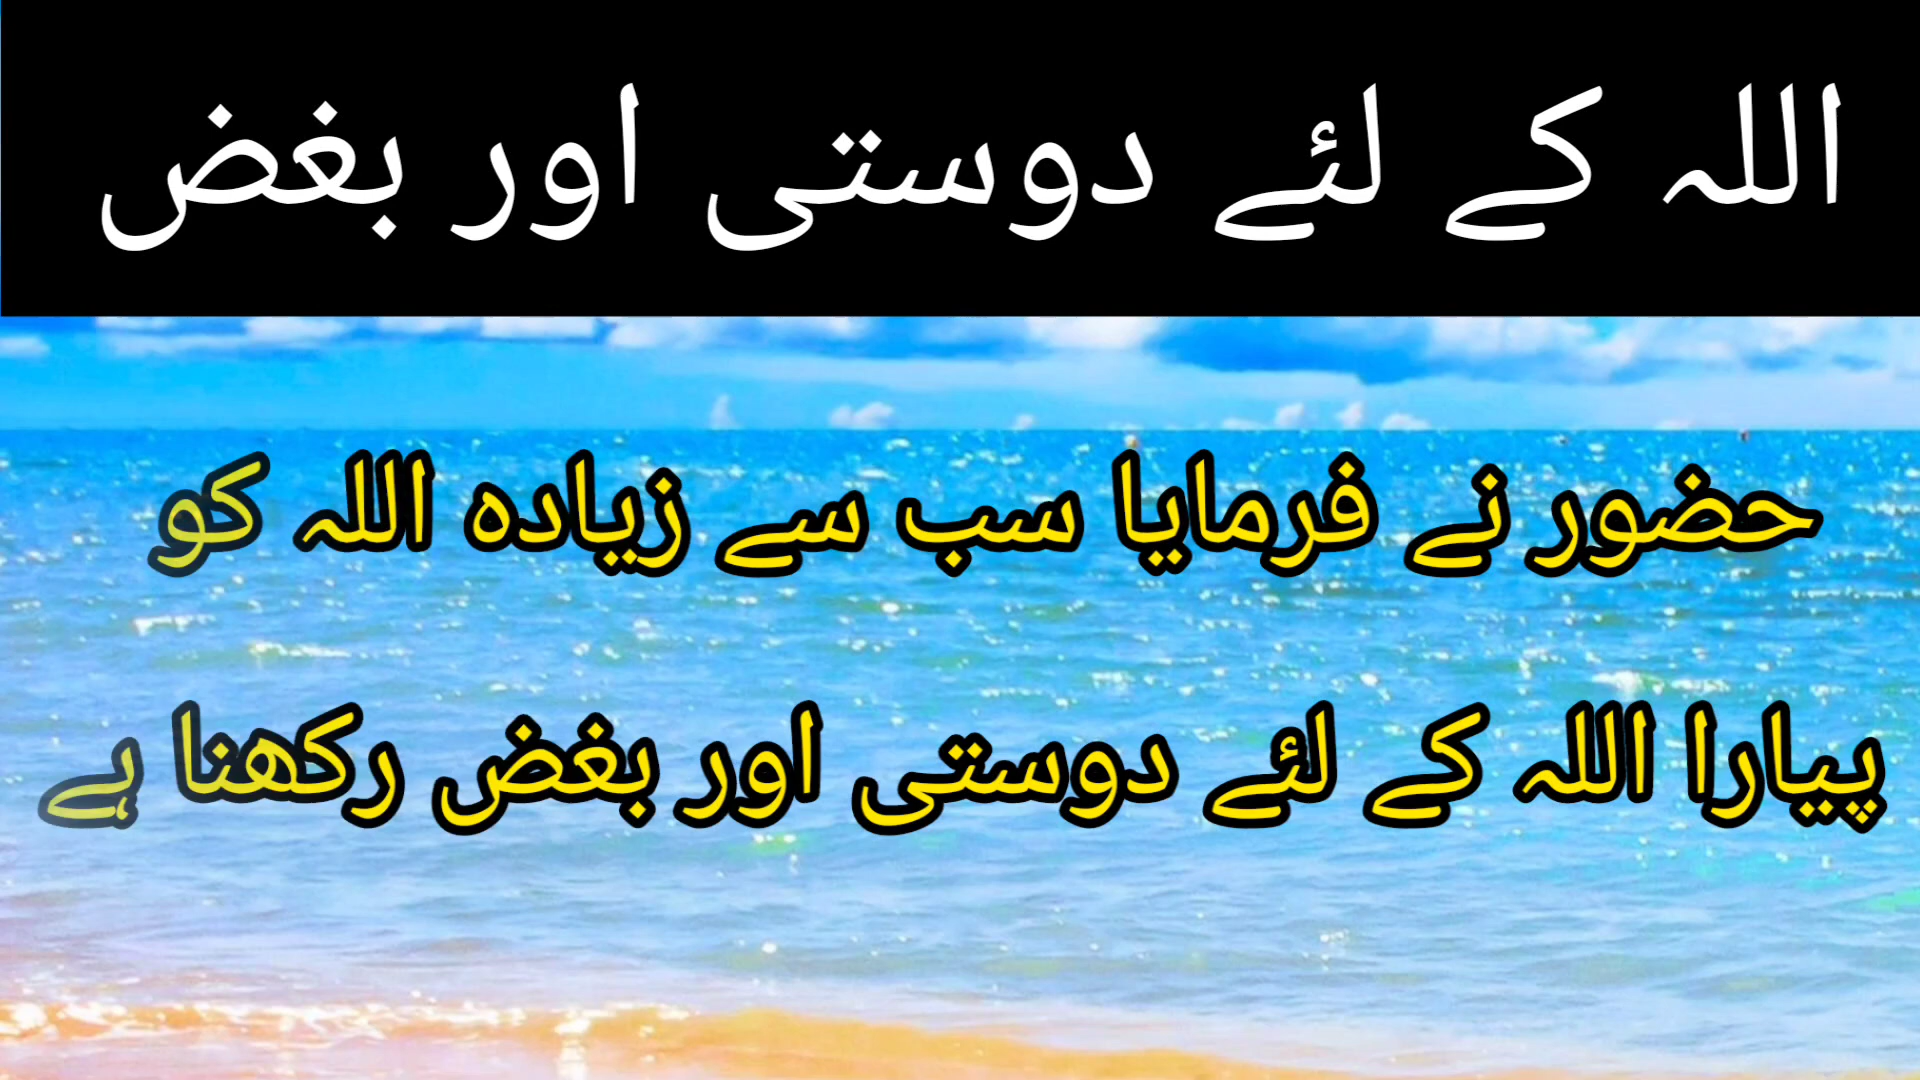 اللہ کے لئے دوستی اور بغض
حضور نے فرمایا سب سے زیادہ اللہ کو
پیارا اللہ کے لئے دوستی اور بغض رکھنا ہے